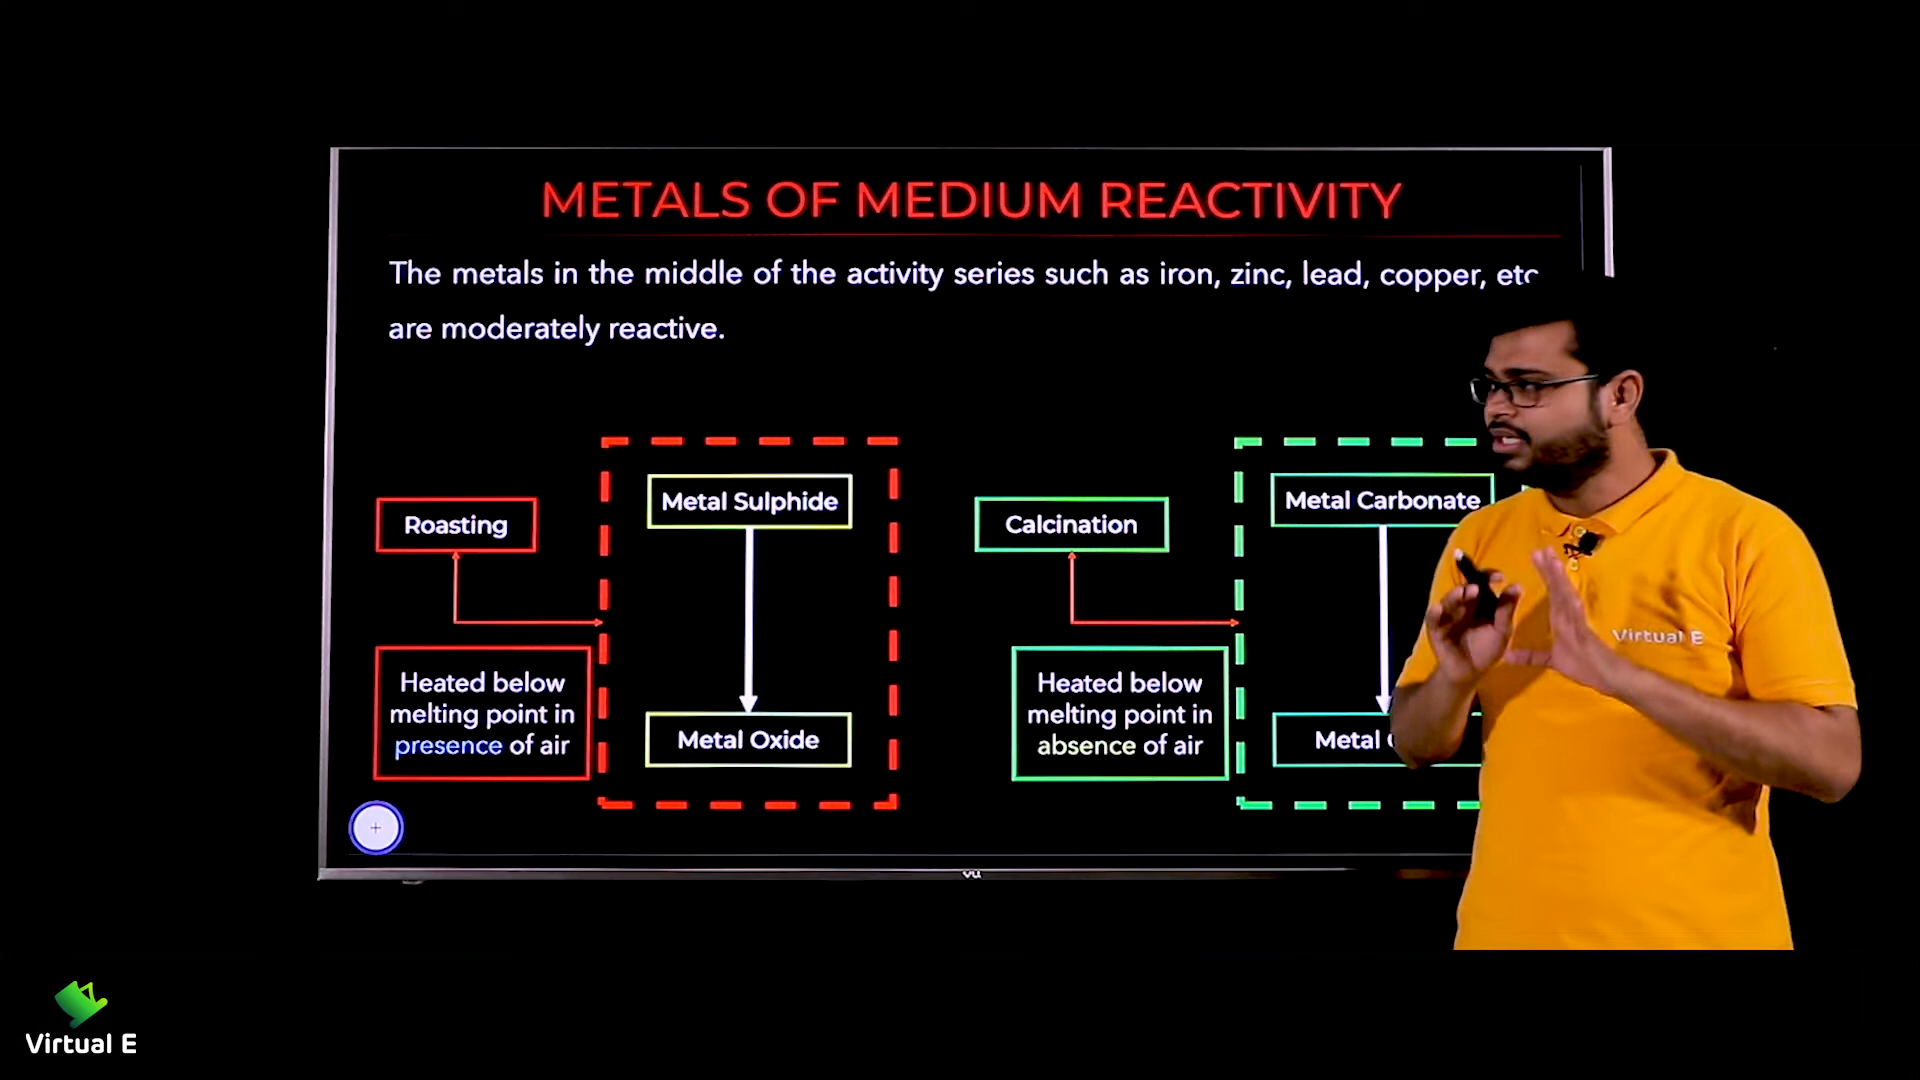 METALS OF MEDIUM REACTIVITY
The metals in the middle of the activity series such as iron, zinc, lead, copper, etc
are moderately reactive.
Roasting
Metal Sulphide
Heated below
melting point in
presence of air
Metal Oxide
Calcination
Metal Carbonate
Heated below
melting point in
absence of air
Metal
Virtual E
vu
Virtual E